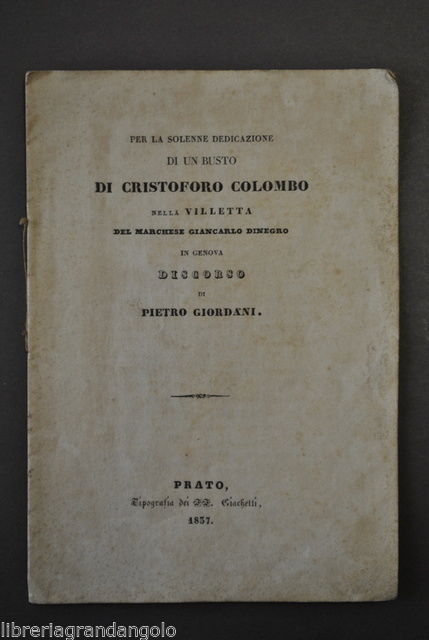 PER LA SOLENNE DEDICAZIONE
DI UN BUSTO
DI CRISTOFORO COLOMBO
NELLA VILLETTA
DEL MARCHESE GIANCARLO DINEGRO
IN GENOVA
DISCORSO
DI
PIETRO GIORDANI.
PRATO,
Tipografia dei FF. Giachetti,
1837.
libreriagrandangolo